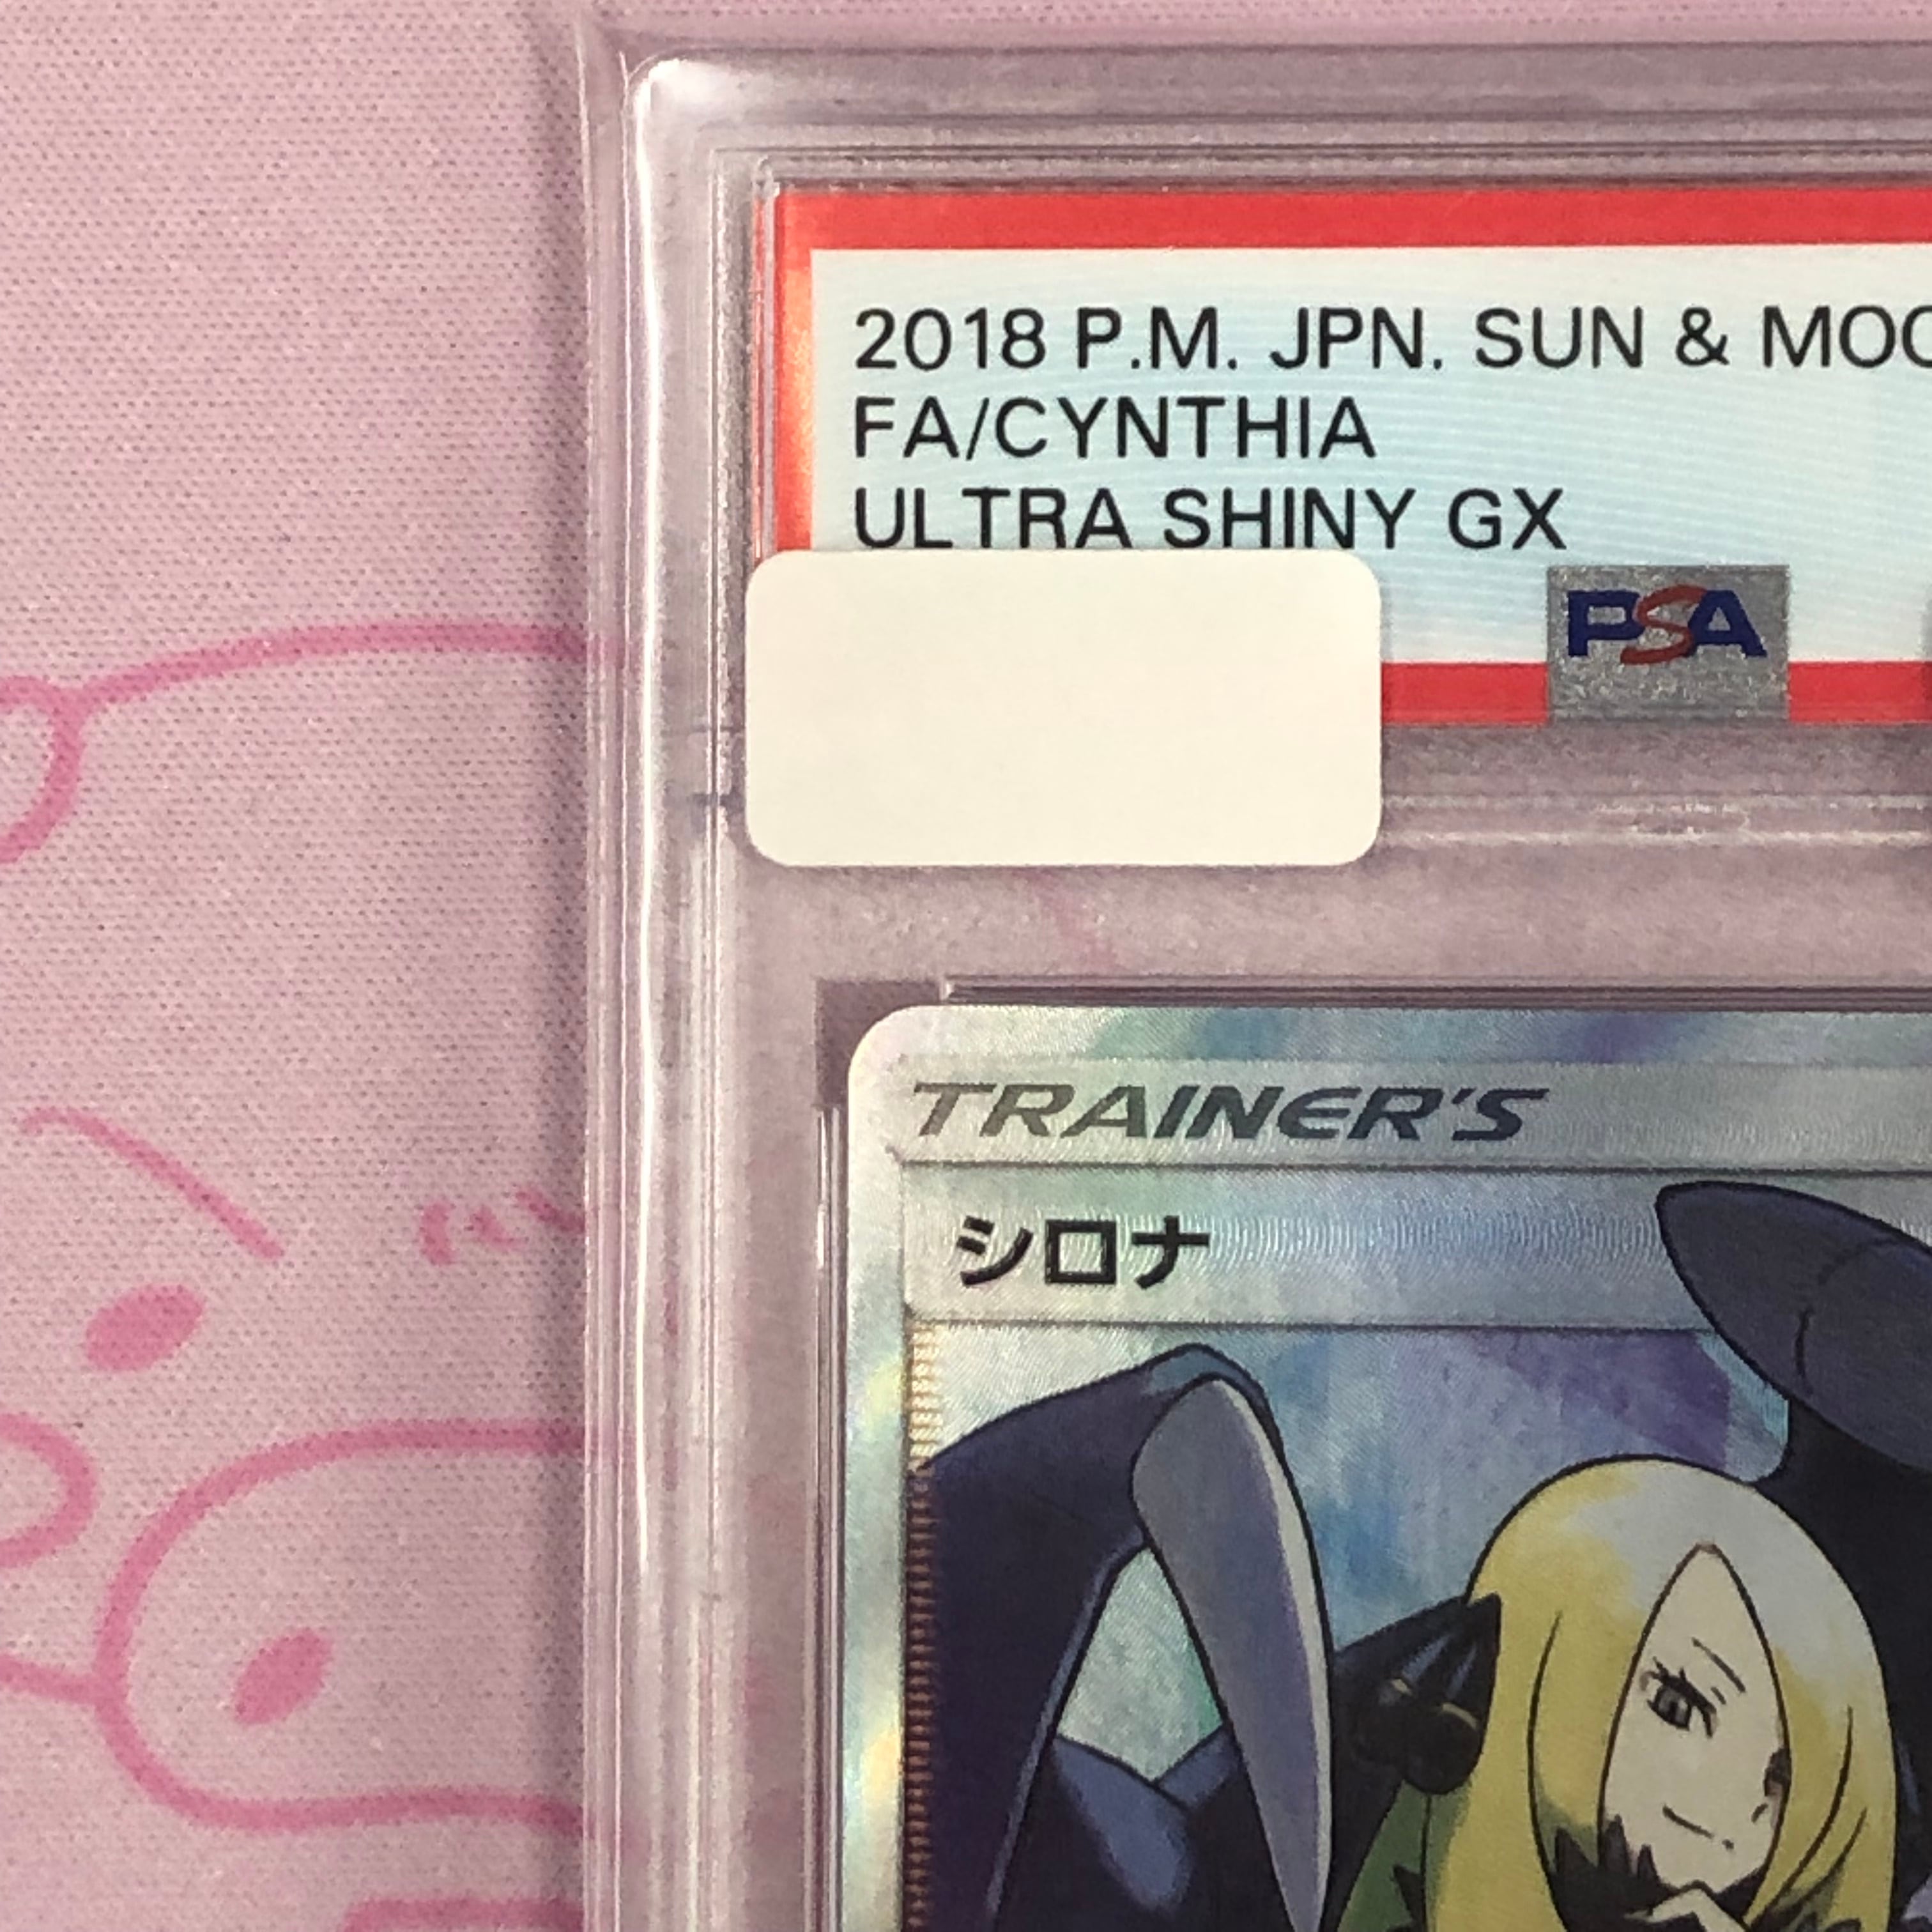 2018 P.M. JPN. SUN & MOO
FA/CYNTHIA
ULTRA SHINY GX
PSA
TRAINER'S
シロナ